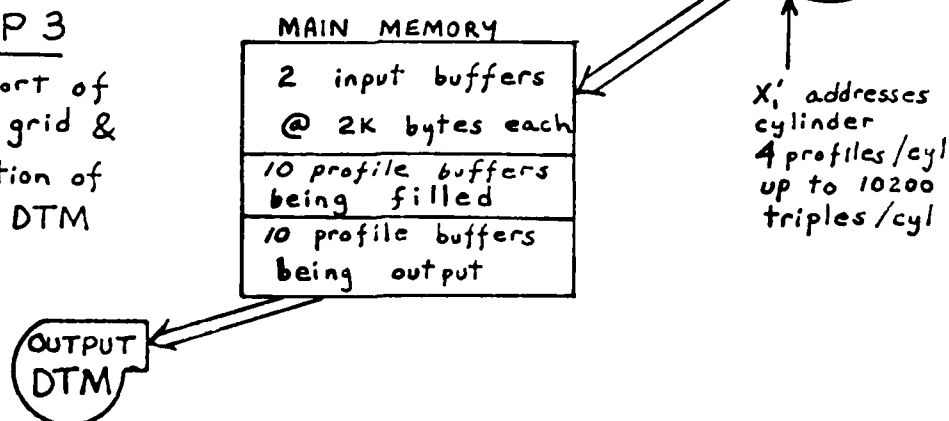 P 3
ort of
grid &
tion of
DTM
MAIN MEMORY
2 input buffers
@ 2K bytes each
10 profile buffers
being filled
10 profile buffers
being output
X₁' addresses
cylinder
4 profiles/cyl
up to 10200
triples/cyl
OUTPUT
DTM